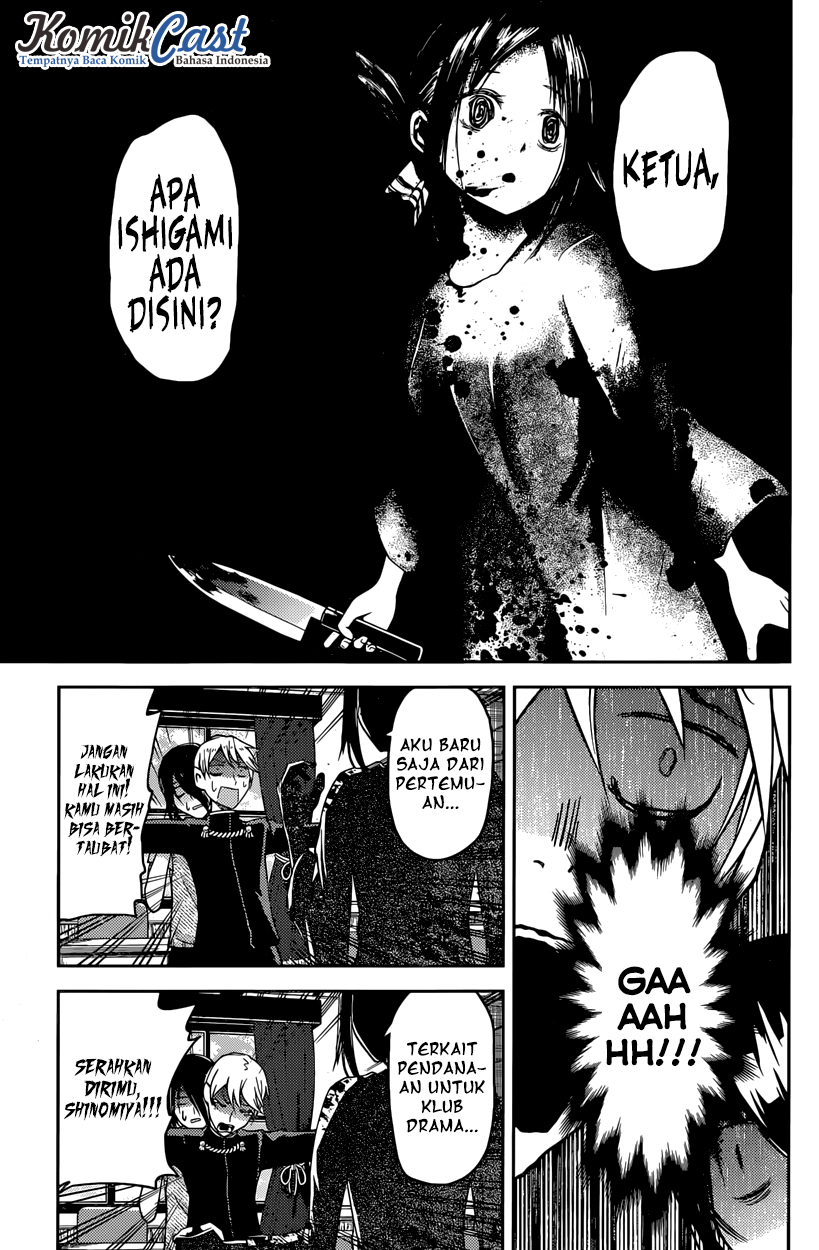 KomikCast
Tempatnya Baca Komik Bahasa Indonesia
KETUA,
APA
ISHIGAMI
ADA
DISINI?
GAA
AAH
HH!!!
AKU BARU
SAJA DARI
PERTEMU-
AN...
JANGAN
LAKUKAN
HAL INI!
KAMU MASIH
BISA BER-
TAUBAT!
TERKAIT
PENDANA-
AN UNTUK
KLUB
DRAMA...
SERAHKAN
DIRIMU,
SHINOMIYA!!!